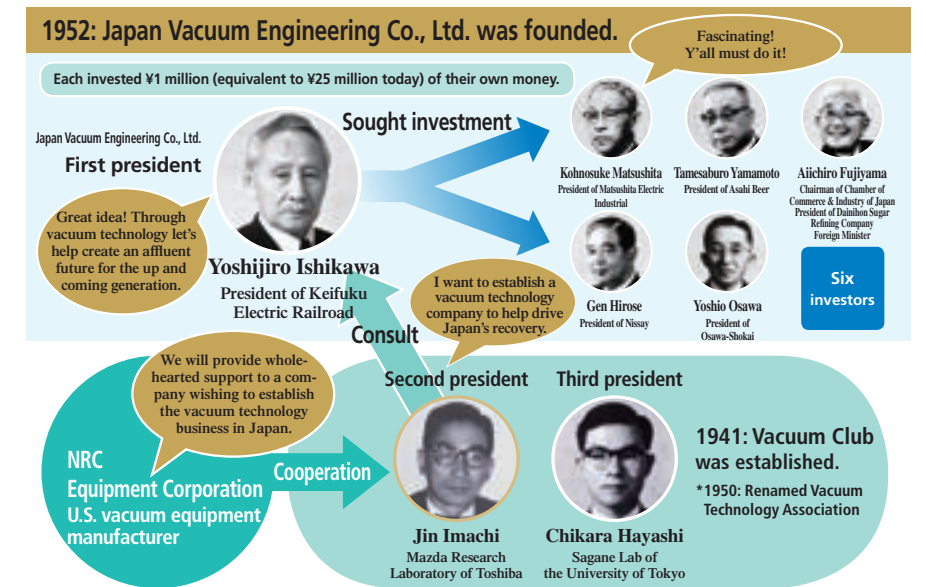 1952: Japan Vacuum Engineering Co., Ltd. was founded.
Fascinating!
Y'all must do it!
Each invested ¥1 million (equivalent to ¥25 million today) of their own money.
Japan Vacuum Engineering Co., Ltd.
First president
Sought investment
Great idea! Through
vacuum technology let's
help create an affluent
future for the up and
coming generation.
Yoshijiro Ishikawa
President of Keifuku
Electric Railroad
Kohnosuke Matsushita
President of Matsushita Electric
Industrial
Tamesaburo Yamamoto
President of Asahi Beer
Aiichiro Fujiyama
Chairman of Chamber of
Commerce & Industry of Japan
President of Dainihon Sugar
Refining Company
Foreign Minister
Gen Hirose
President of Nissay
Yoshio Osawa
President of
Osawa-Shokai
Six
investors
I want to establish a
vacuum technology
company to help drive
Japan's recovery.
Consult
We will provide whole-
hearted support to a com-
pany wishing to establish
the vacuum technology
business in Japan.
NRC
Equipment Corporation
U.S. vacuum equipment
manufacturer
Cooperation
Second president
Jin Imachi
Mazda Research
Laboratory of Toshiba
Third president
Chikara Hayashi
Sagane Lab of
the University of Tokyo
1941: Vacuum Club
was established.
*1950: Renamed Vacuum
Technology Association